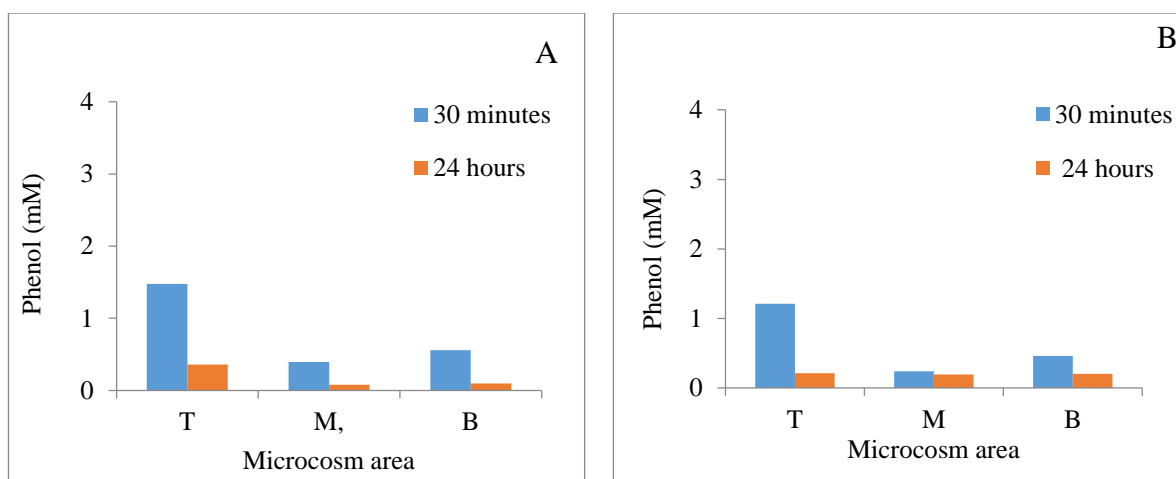 A
4
3
2
1
0
Phenol (mM)
30 minutes
24 hours
T M, B
Microcosm area
B
4
3
2
1
0
Phenol (mM)
30 minutes
24 hours
T M B
Microcosm area